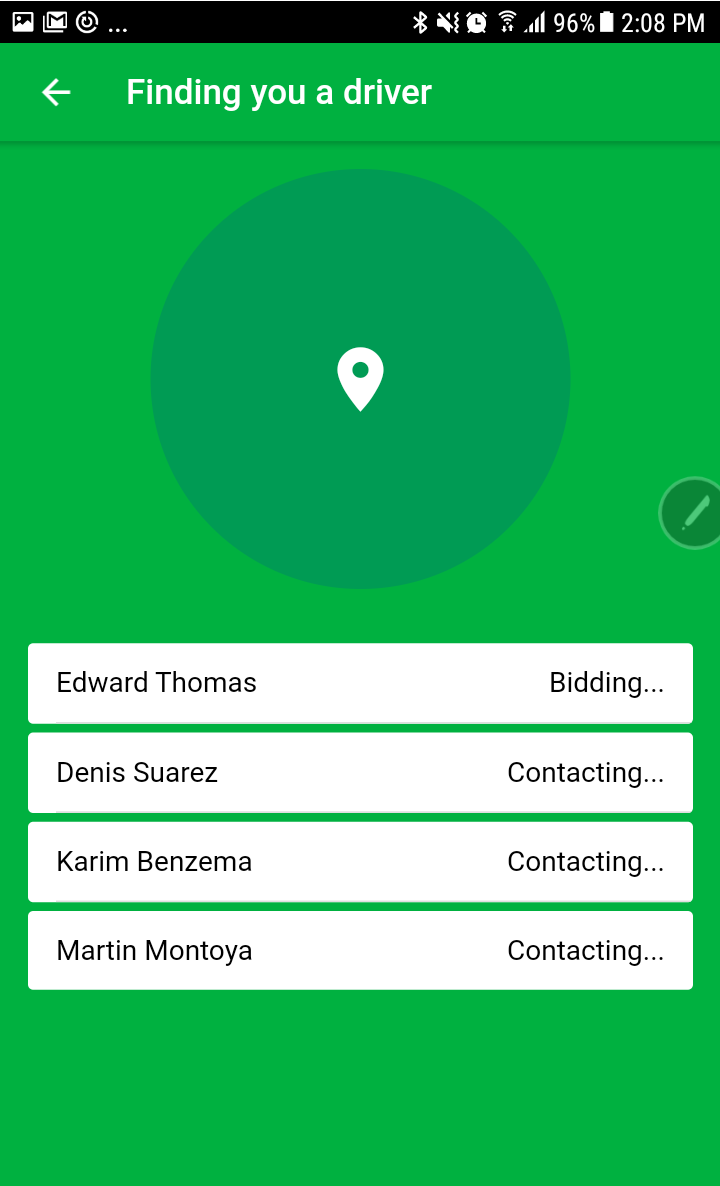 ... 96% 2:08 PM
Finding you a driver
Edward Thomas Bidding...
Denis Suarez Contacting...
Karim Benzema Contacting...
Martin Montoya Contacting...